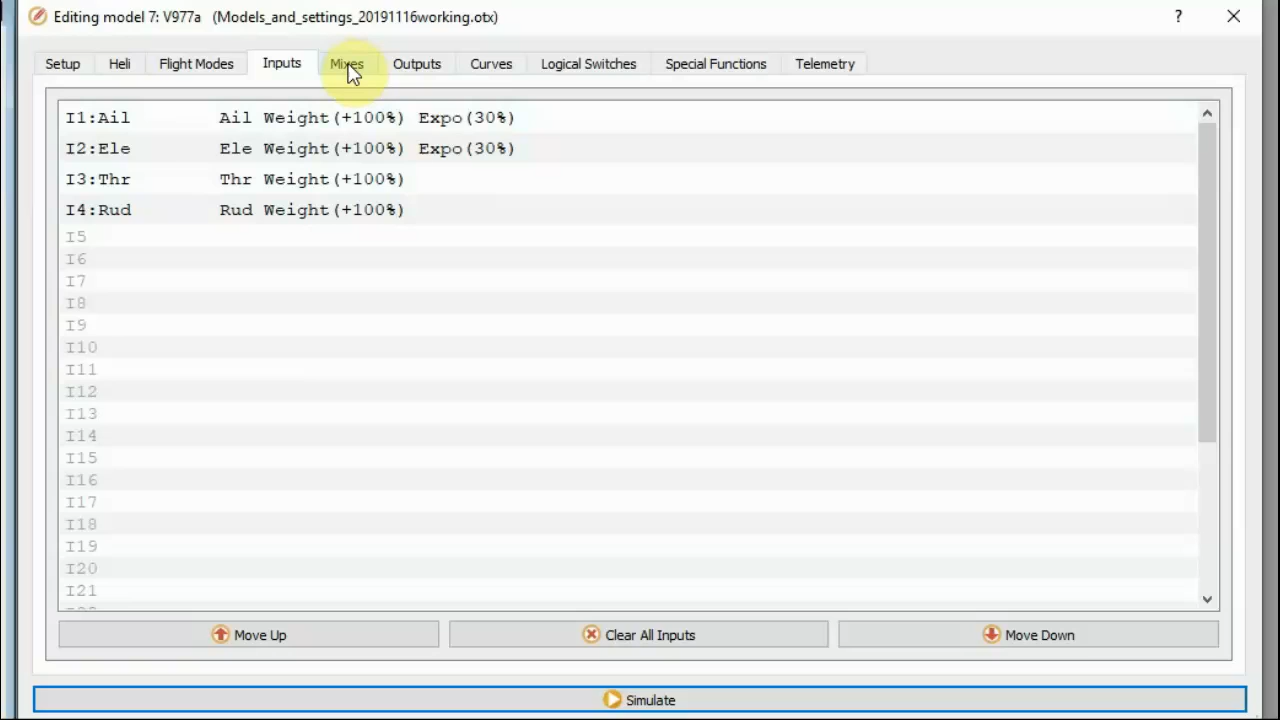 Editing model 7: V977a (Models_and_settings_20191116working.otx) ?
Setup Heli Flight Modes Inputs Mixes Outputs Curves Logical Switches Special Functions Telemetry
I1:Ail Ail Weight(+100%) Expo(30%)
I2:Ele Ele Weight(+100%) Expo(30%)
I3:Thr Thr Weight(+100%)
I4:Rud Rud Weight(+100%)
I5
I6
I7
I8
I9
I10
I11
I12
I13
I14
I15
I16
I17
I18
I19
I20
I21
Move Up Clear All Inputs Move Down
Simulate